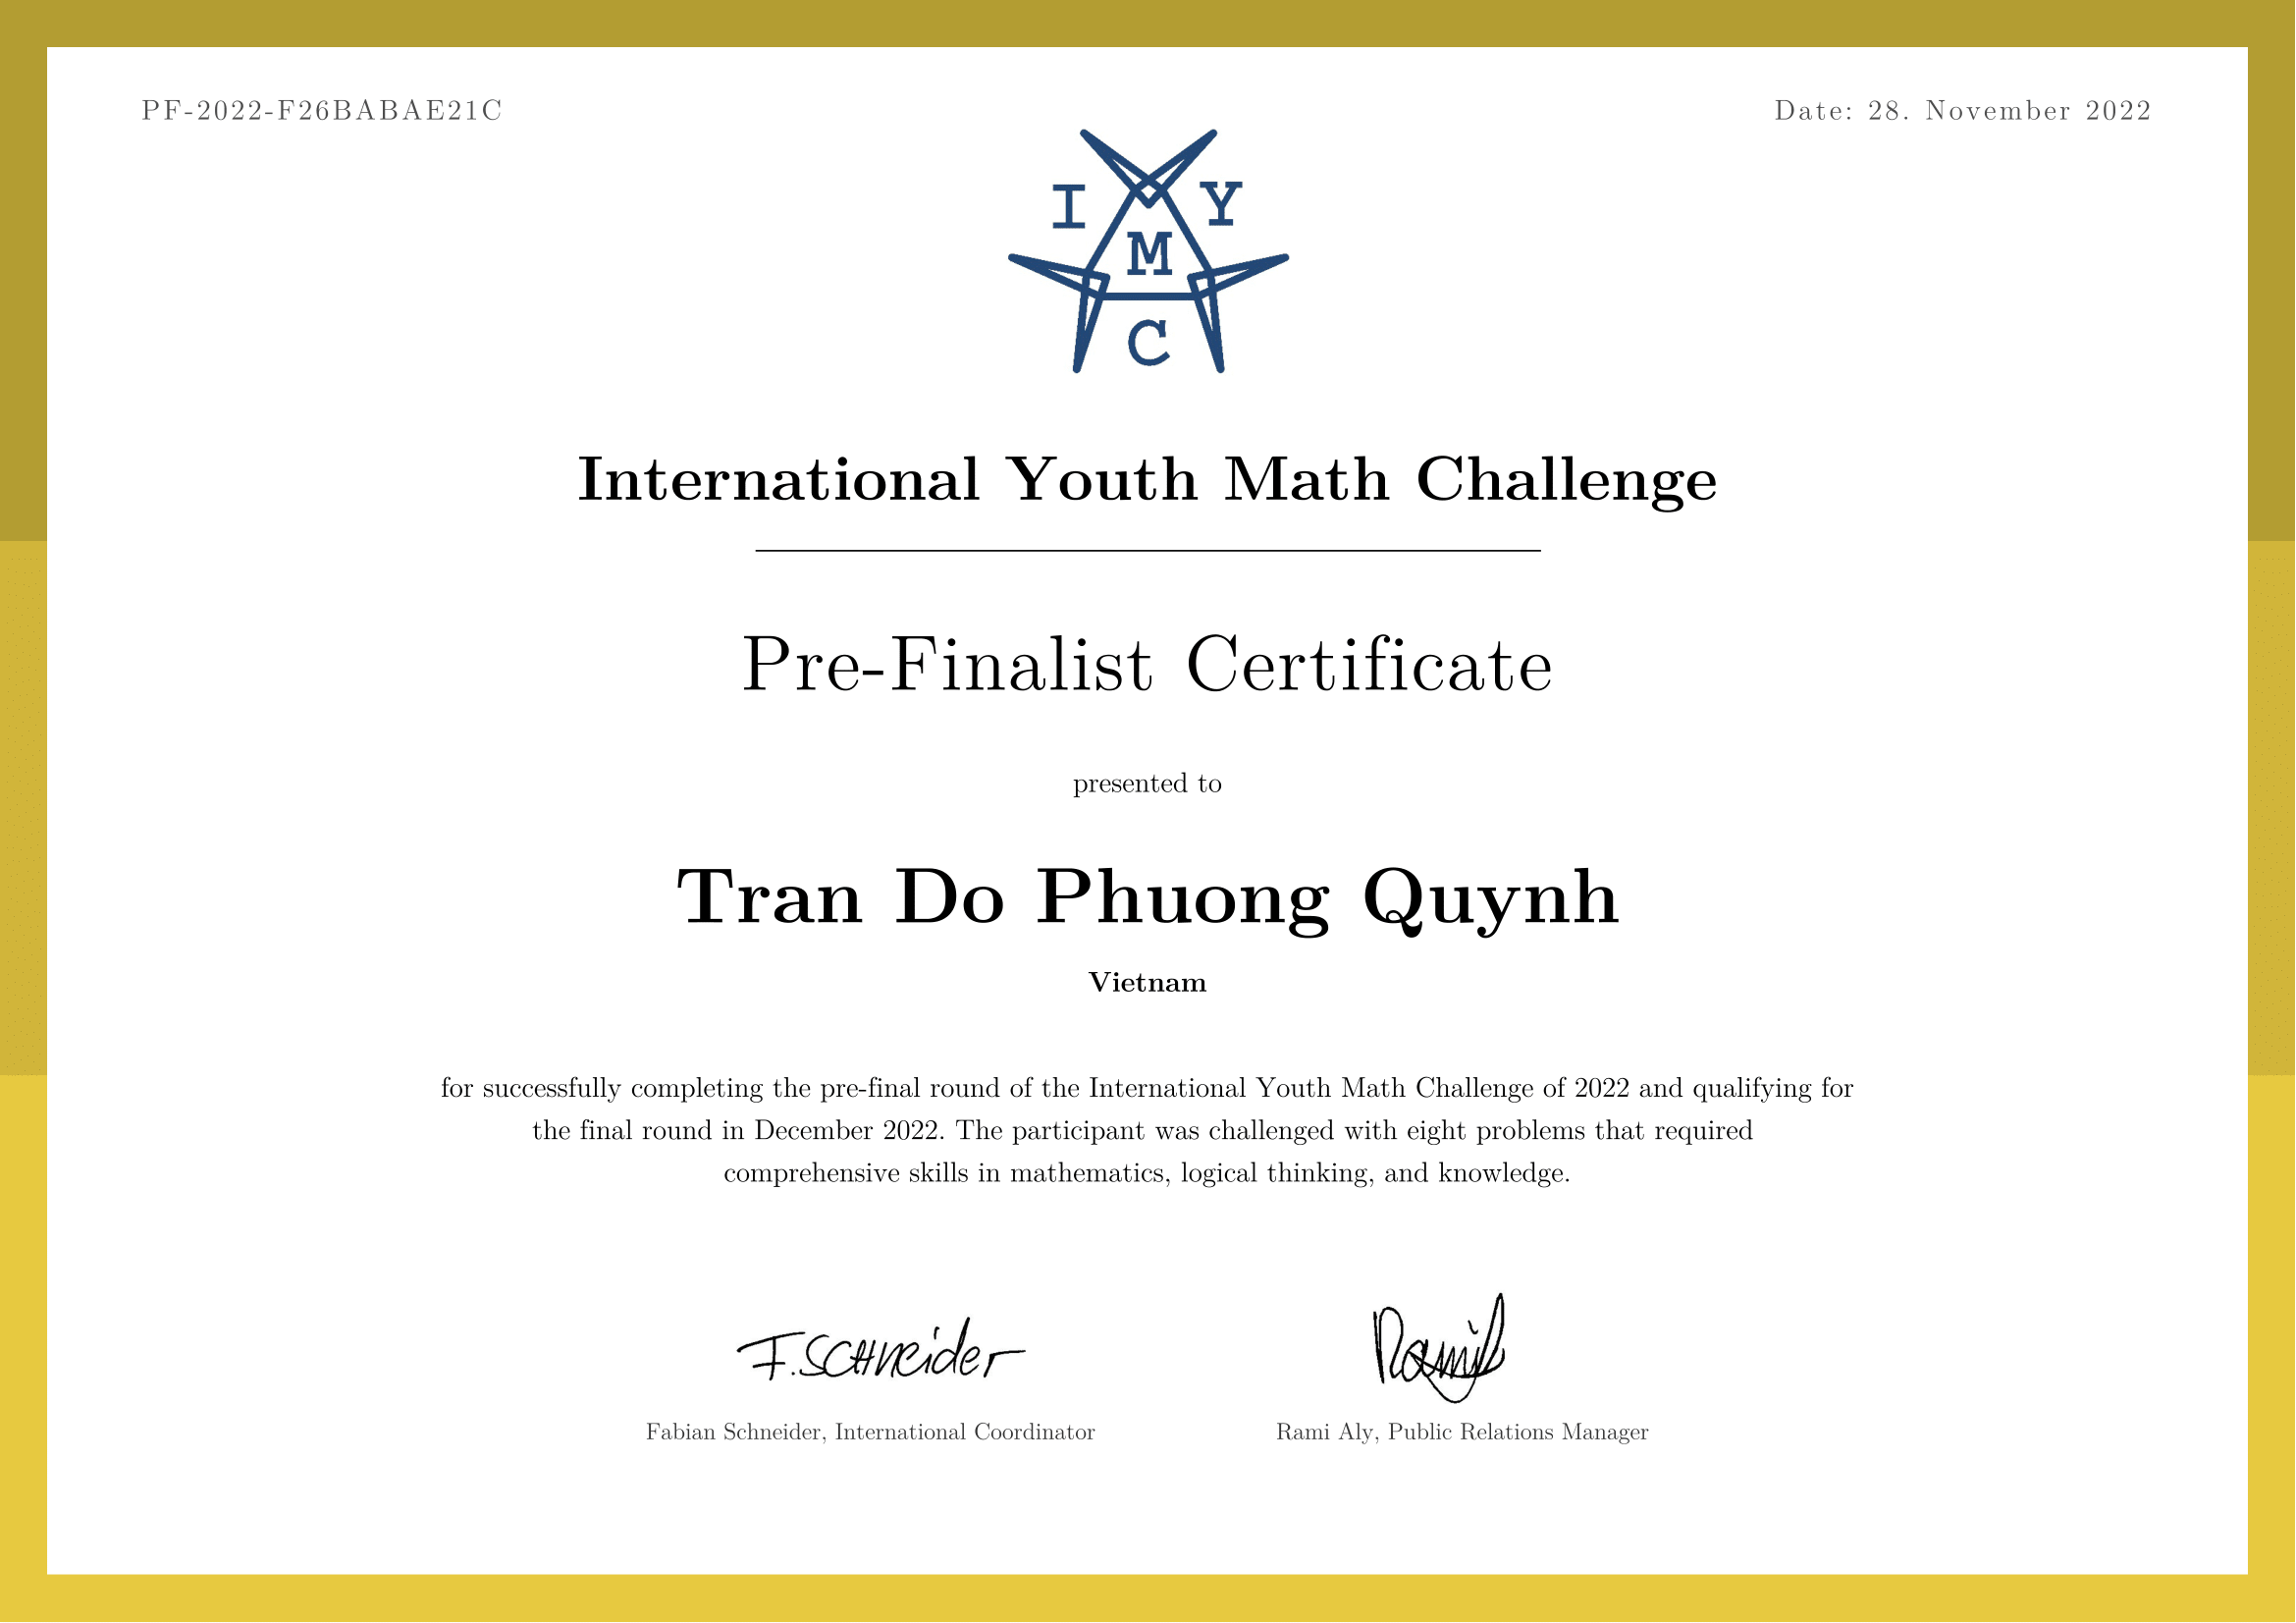 PF-2022-F26BABAE21C
Date: 28. November 2022
I Y
M
C
International Youth Math Challenge
Pre-Finalist Certificate
presented to
Tran Do Phuong Quynh
Vietnam
for successfully completing the pre-final round of the International Youth Math Challenge of 2022 and qualifying for
the final round in December 2022. The participant was challenged with eight problems that required
comprehensive skills in mathematics, logical thinking, and knowledge.
F. Schneider
Rami
Fabian Schneider, International Coordinator
Rami Aly, Public Relations Manager